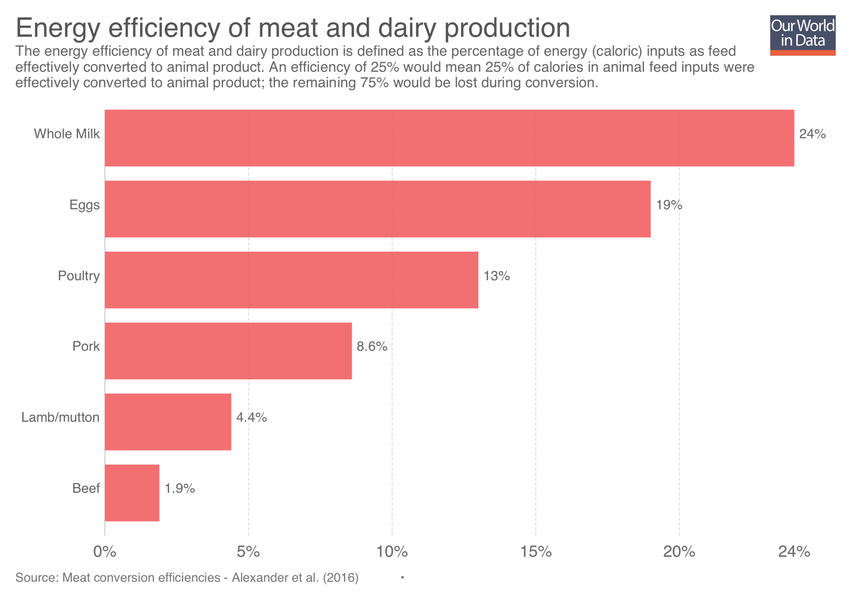 Energy efficiency of meat and dairy production
Our World
in Data
The energy efficiency of meat and dairy production is defined as the percentage of energy (caloric) inputs as feed
effectively converted to animal product. An efficiency of 25% would mean 25% of calories in animal feed inputs were
effectively converted to animal product; the remaining 75% would be lost during conversion.
Whole Milk 24%
Eggs 19%
Poultry 13%
Pork 8.6%
Lamb/mutton 4.4%
Beef 1.9%
0% 5% 10% 15% 20% 24%
Source: Meat conversion efficiencies - Alexander et al. (2016) •